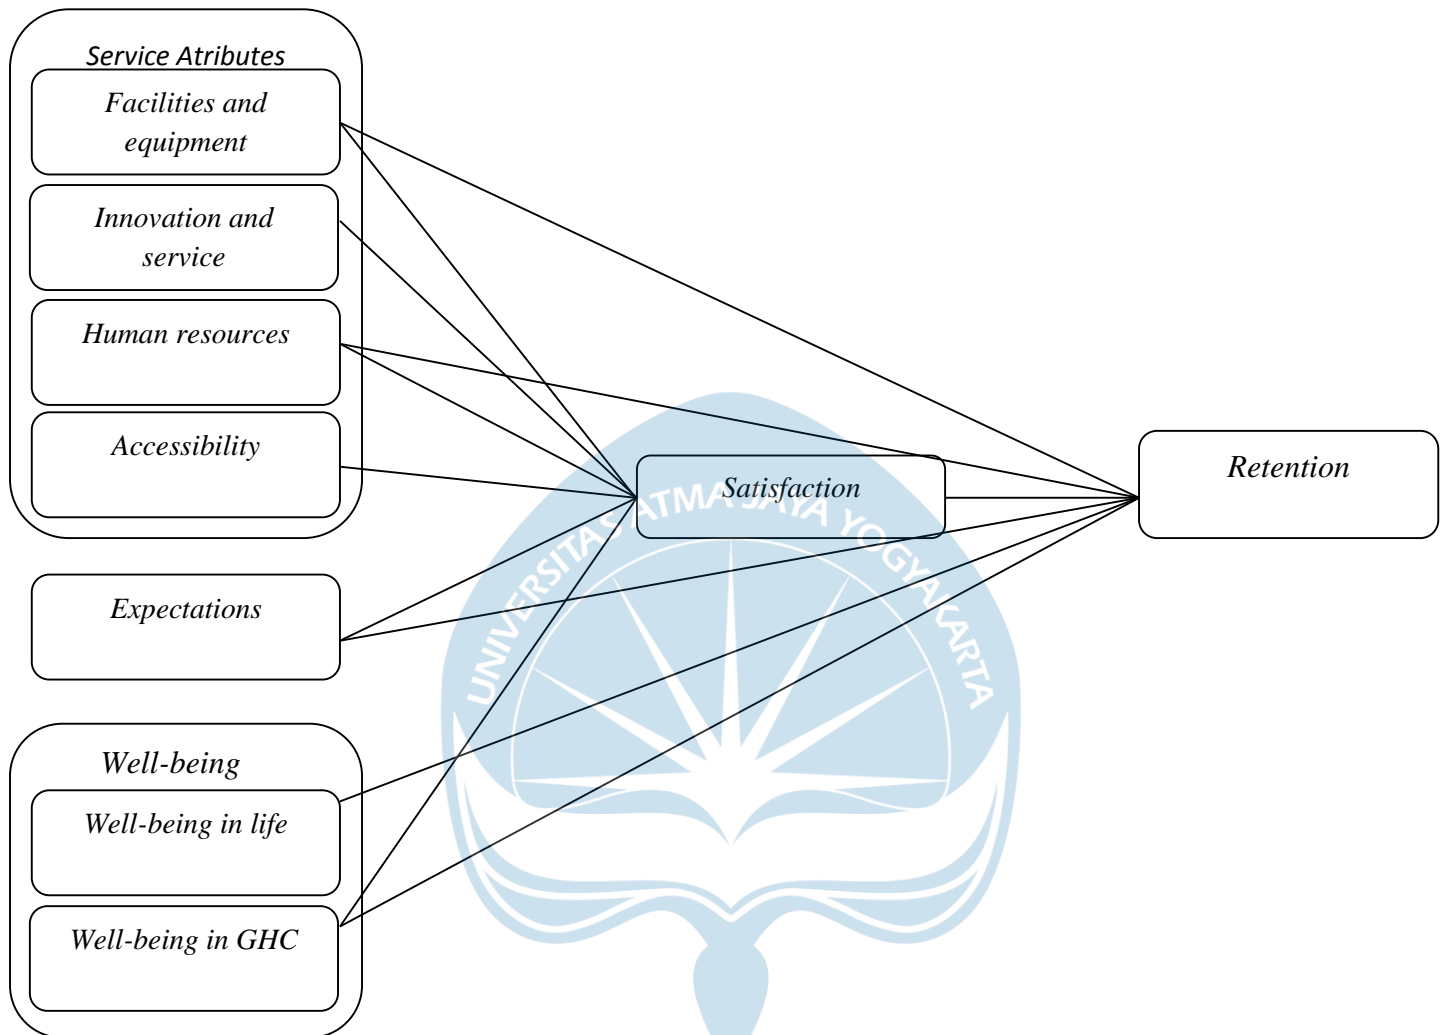 Service Atributes
Facilities and
equipment
Innovation and
service
Human resources
Accessibility
Satisfaction
Retention
Expectations
Well-being
Well-being in life
Well-being in GHC
UNIVERSITAS ATMA JAYA YOGYAKARTA